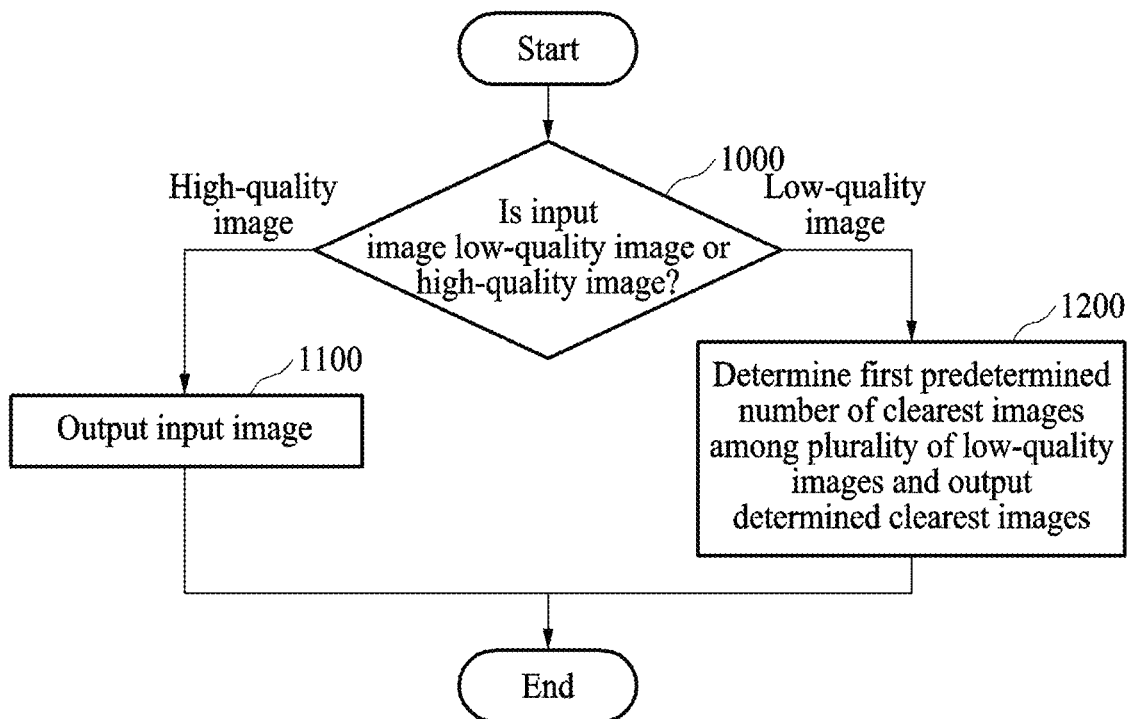 Start
1000
High-quality
image
Low-quality
image
Is input
image low-quality image or
high-quality image?
1100
Output input image
1200
Determine first predetermined
number of clearest images
among plurality of low-quality
images and output
determined clearest images
End